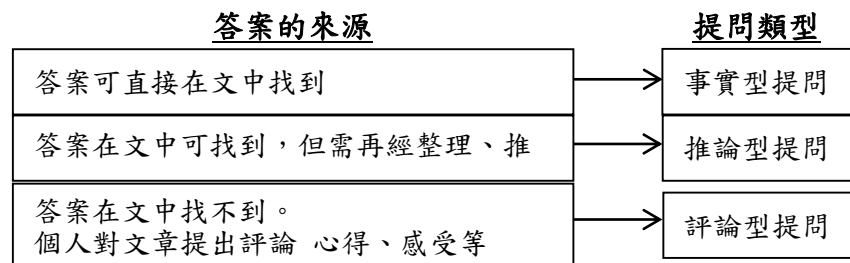 答案的來源 提問類型
答案可直接在文中找到 事實型提問
答案在文中可找到，但需再經整理、推 推論型提問
答案在文中找不到。
個人對文章提出評論 心得、感受等 評論型提問